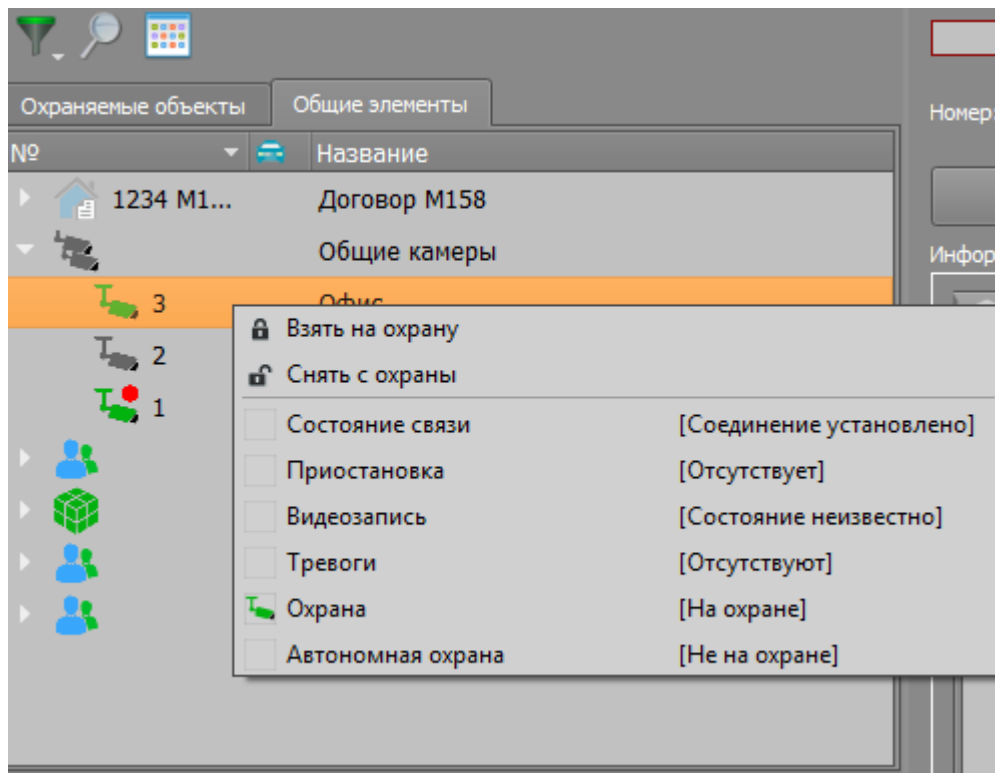 Охраняемые объекты Общие элементы
Номер:
№ Название
1234 М1... Договор М158
Общие камеры
Инфор
3 Офис
Взять на охрану
2
Снять с охраны
1
Состояние связи [Соединение установлено]
Приостановка [Отсутствует]
Видеозапись [Состояние неизвестно]
Тревоги [Отсутствуют]
Охрана [На охране]
Автономная охрана [Не на охране]